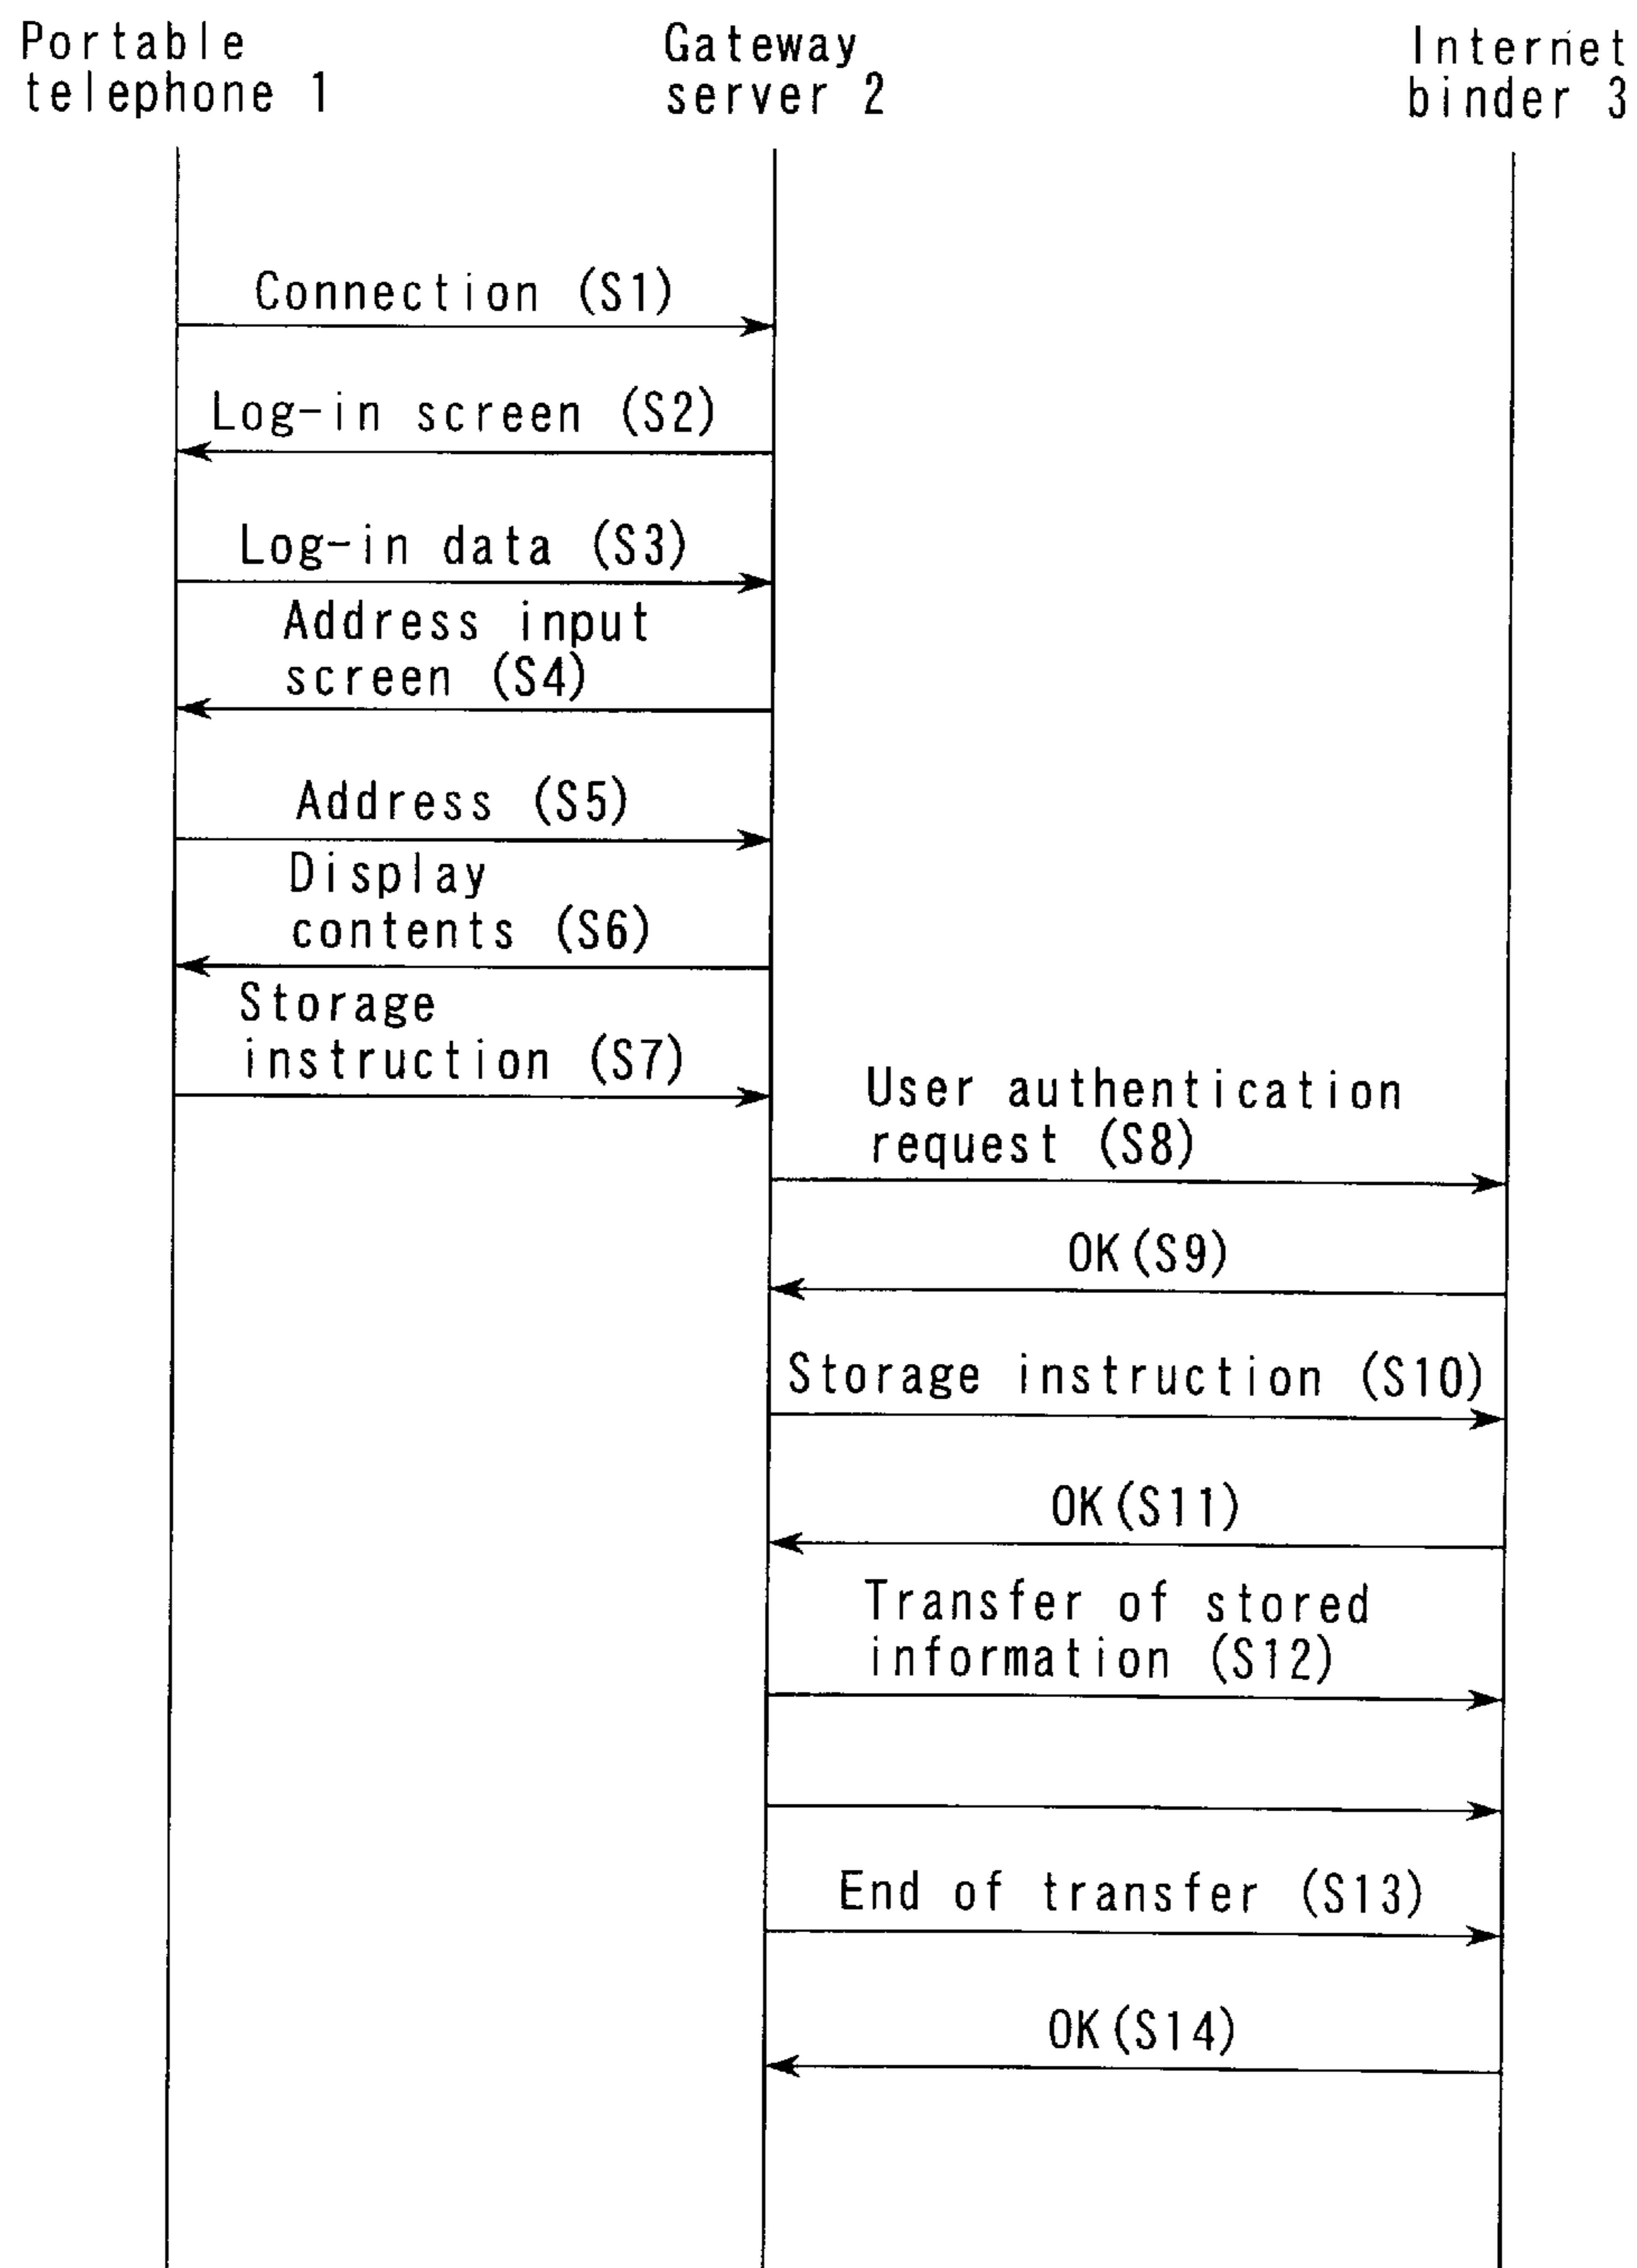 Portable
telephone 1
Gateway
server 2
Internet
binder 3
Connection (S1)
Log-in screen (S2)
Log-in data (S3)
Address input
screen (S4)
Address (S5)
Display
contents (S6)
Storage
instruction (S7)
User authentication
request (S8)
OK(S9)
Storage instruction (S10)
OK(S11)
Transfer of stored
information (S12)
End of transfer (S13)
OK(S14)